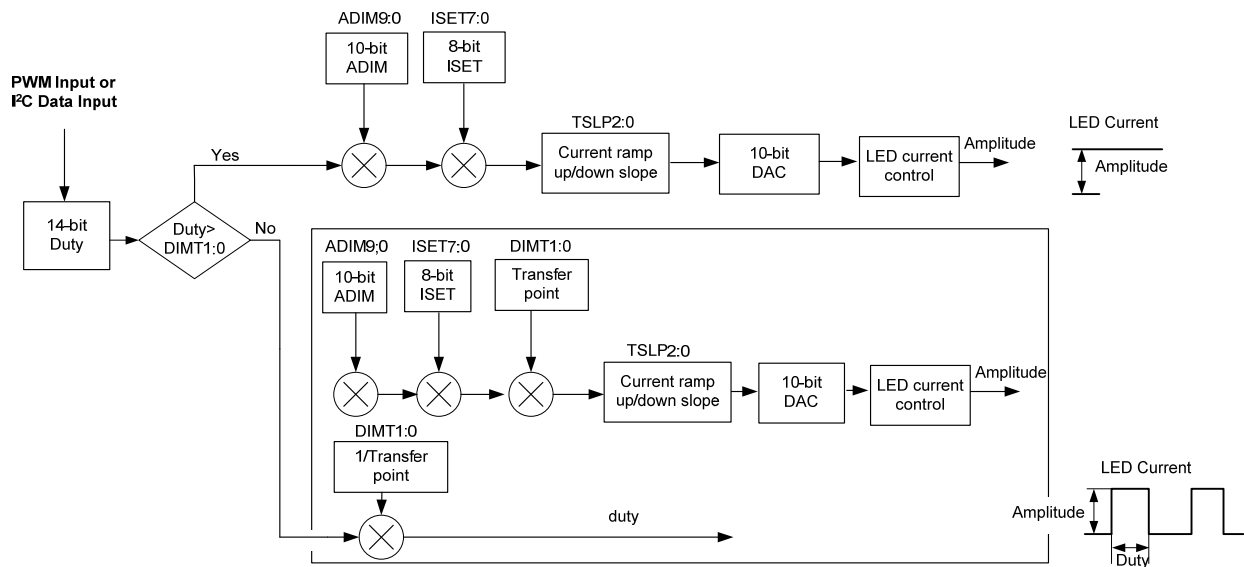 ADIM9:0
ISET7:0
10-bit
ADIM
8-bit
ISET
PWM Input or
I²C Data Input
TSLP2:0
Current ramp
up/down slope
10-bit
DAC
LED current
control
Amplitude
LED Current
Amplitude
Yes
14-bit
Duty
Duty>
DIMT1:0
No
ADIM9;0
ISET7:0
DIMT1:0
10-bit
ADIM
8-bit
ISET
Transfer
point
TSLP2:0
Current ramp
up/down slope
10-bit
DAC
LED current
control
Amplitude
DIMT1:0
1/Transfer
point
duty
LED Current
Amplitude
Duty